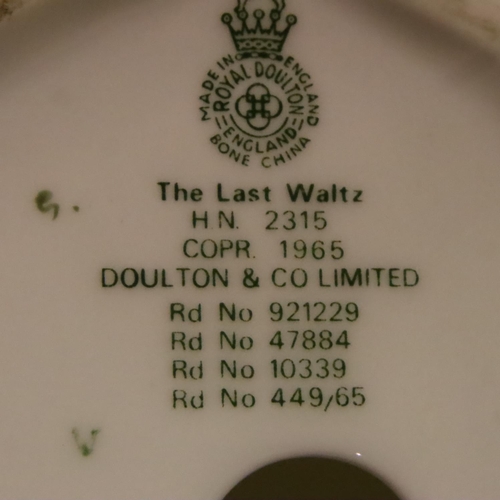 MADE IN ENGLAND
ROYAL DOULTON
ENGLAND
BONE CHINA
The Last Waltz
H.N. 2315
COPR. 1965
DOULTON & CO LIMITED
Rd No 921229
Rd No 47884
Rd No 10339
Rd No 449/65
G.
W